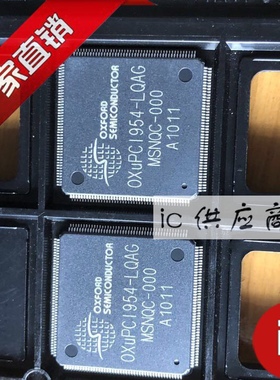 家直销
OXFORD
SEMICONDUCTOR
OXuPCI954-LQAG
MSNQC-000
A1011
ic 供应商
OXFORD
SEMICONDUCTOR
OXuPCI954-LQAG
MSNQC-000
A1011